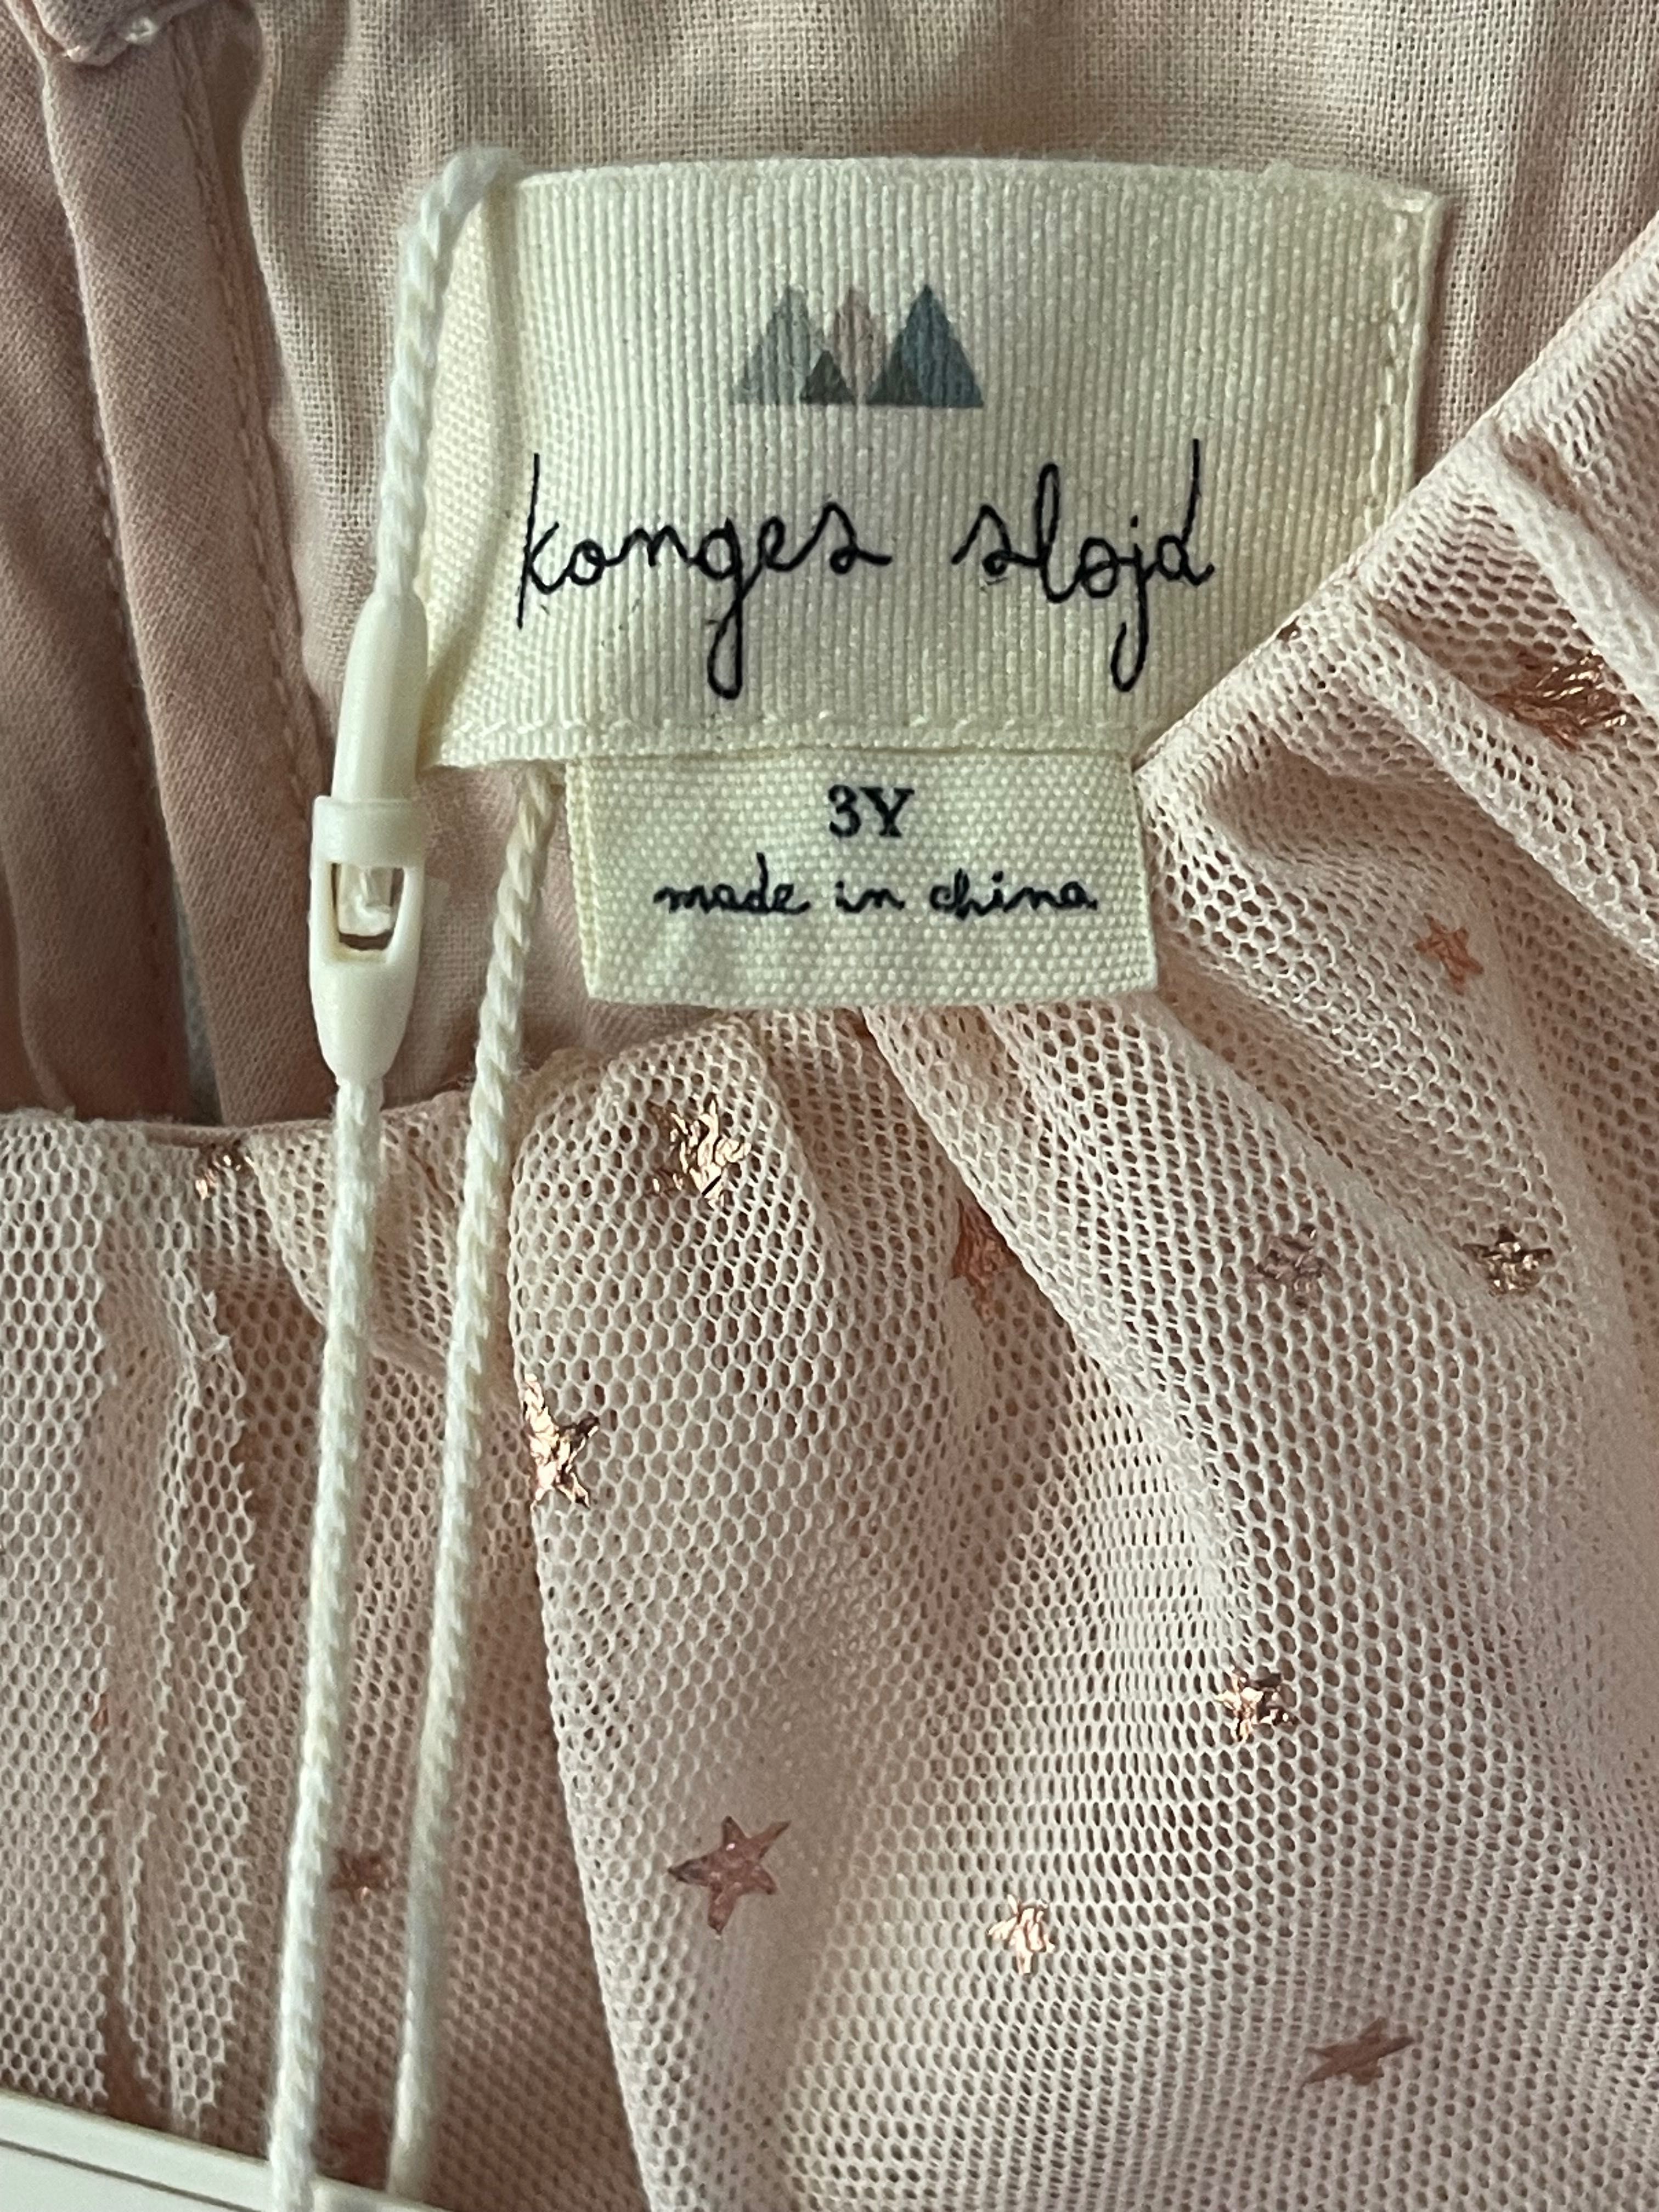 konges sløjd
3Y
made in china